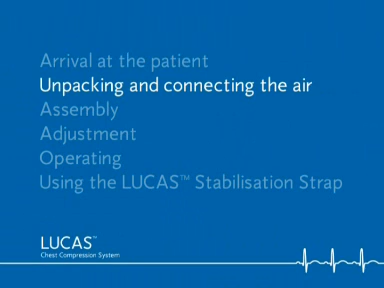 Arrival at the patient
Unpacking and connecting the air
Assembly
Adjustment
Operating
Using the LUCAS™ Stabilisation Strap
LUCAS™
Chest Compression System